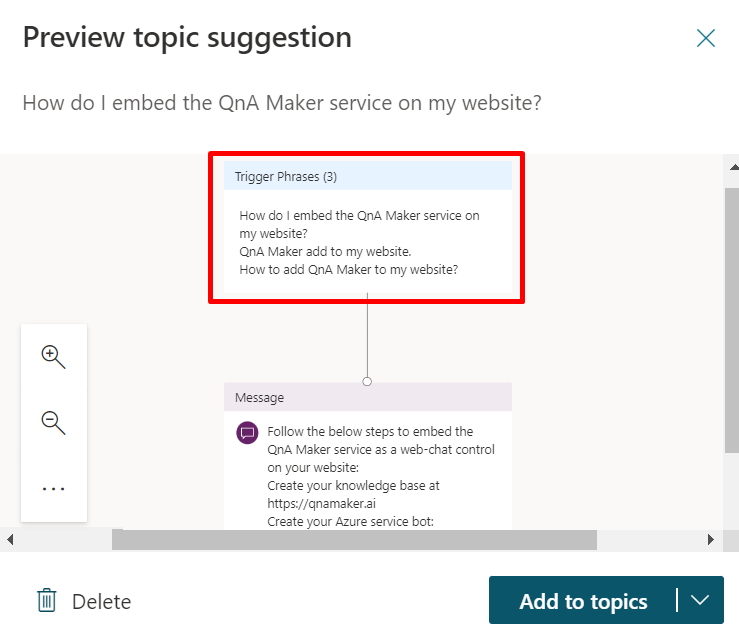 Preview topic suggestion
How do I embed the QnA Maker service on my website?
Trigger Phrases (3)
How do I embed the QnA Maker service on
my website?
QnA Maker add to my website.
How to add QnA Maker to my website?
Message
Follow the below steps to embed the
QnA Maker service as a web-chat control
on your website:
Create your knowledge base at
https://qnamaker.ai
Create your Azure service bot:
Delete
Add to topics